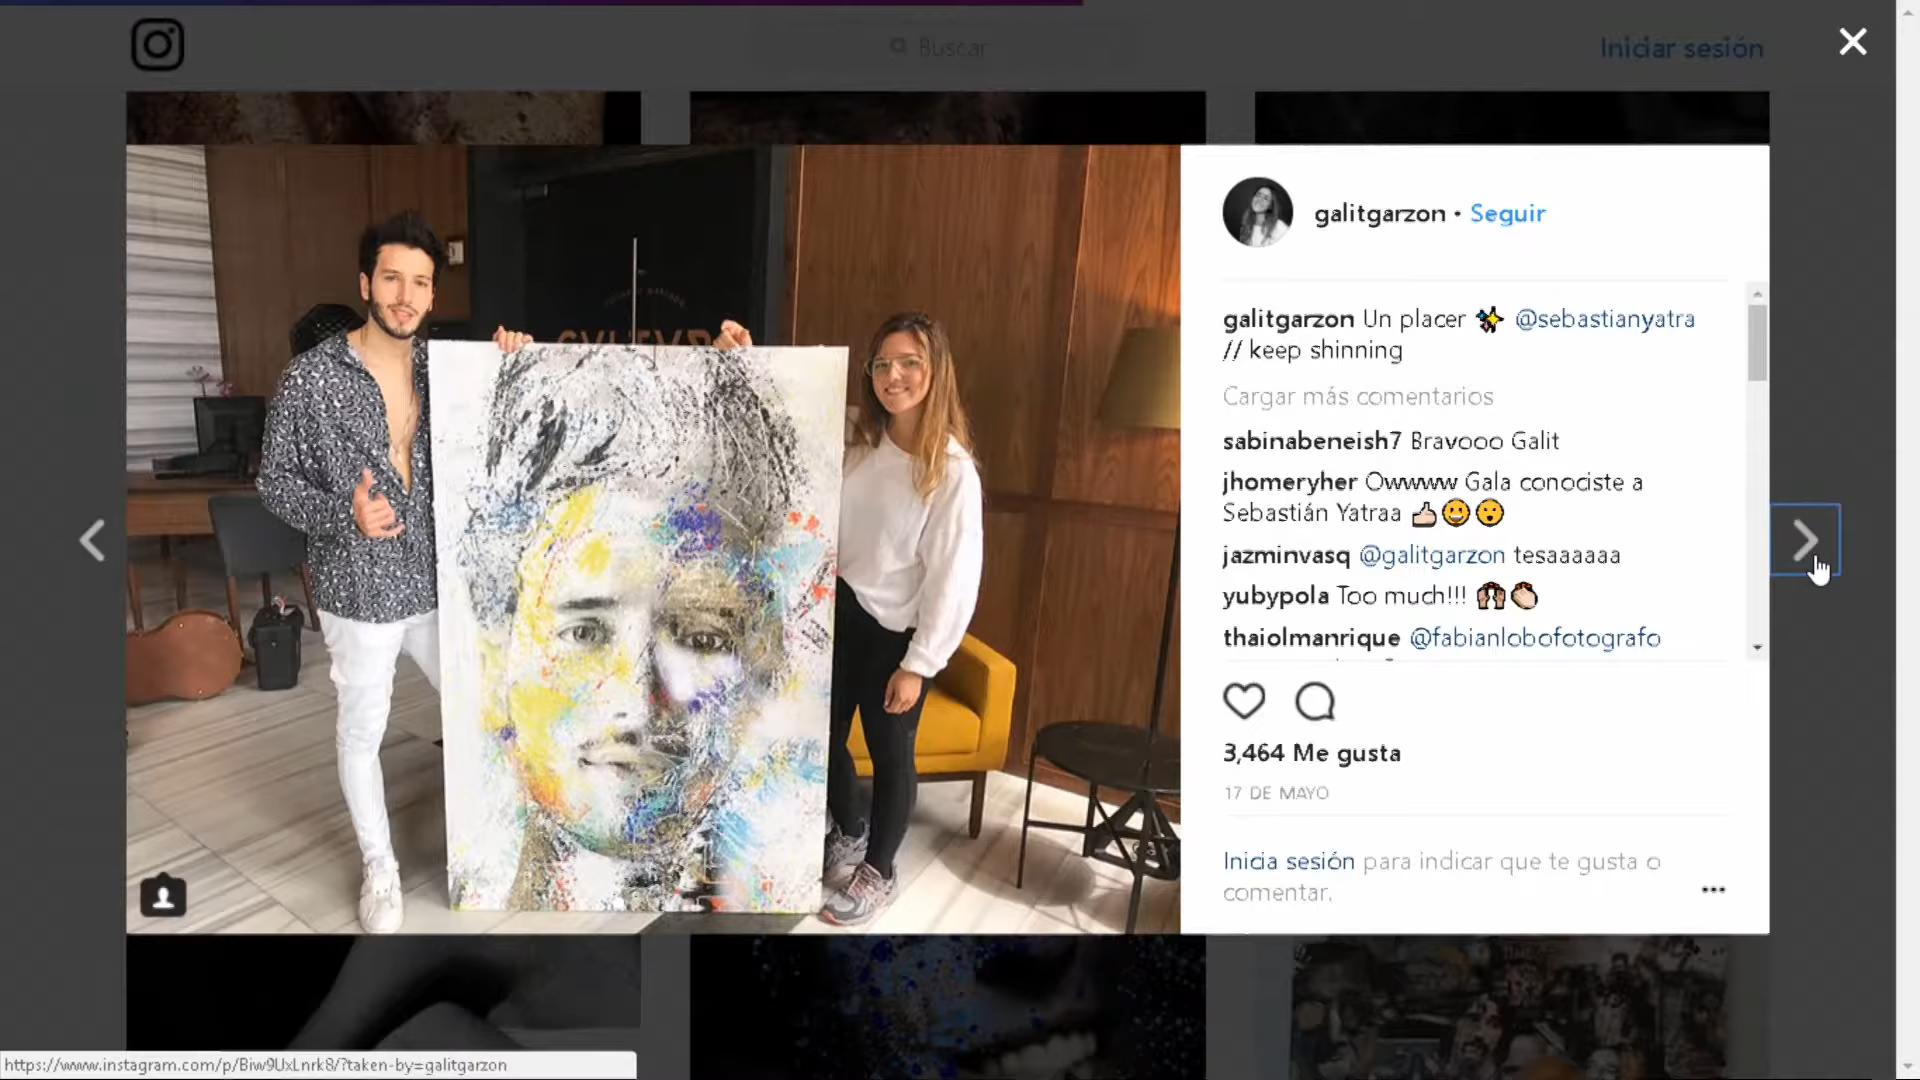 Buscar
Iniciar sesión
galitgarzon • Seguir
galitgarzon Un placer ✨ @sebastianyatra
// keep shinning
Cargar más comentarios
sabinabeneish7 Bravooo Galit
jhomeryher Owwww Gala conociste a
Sebastián Yatraa 👍😀😮
jazminvasq @galitgarzon tesaaaaaa
yubypola Too much!!! 🙌👏
thaiolmanrique @fabianlobofotografo
3,464 Me gusta
17 DE MAYO
Inicia sesión para indicar que te gusta o
comentar.
https://www.instagram.com/p/Biw9UxLnrk8/?taken-by=galitgarzon